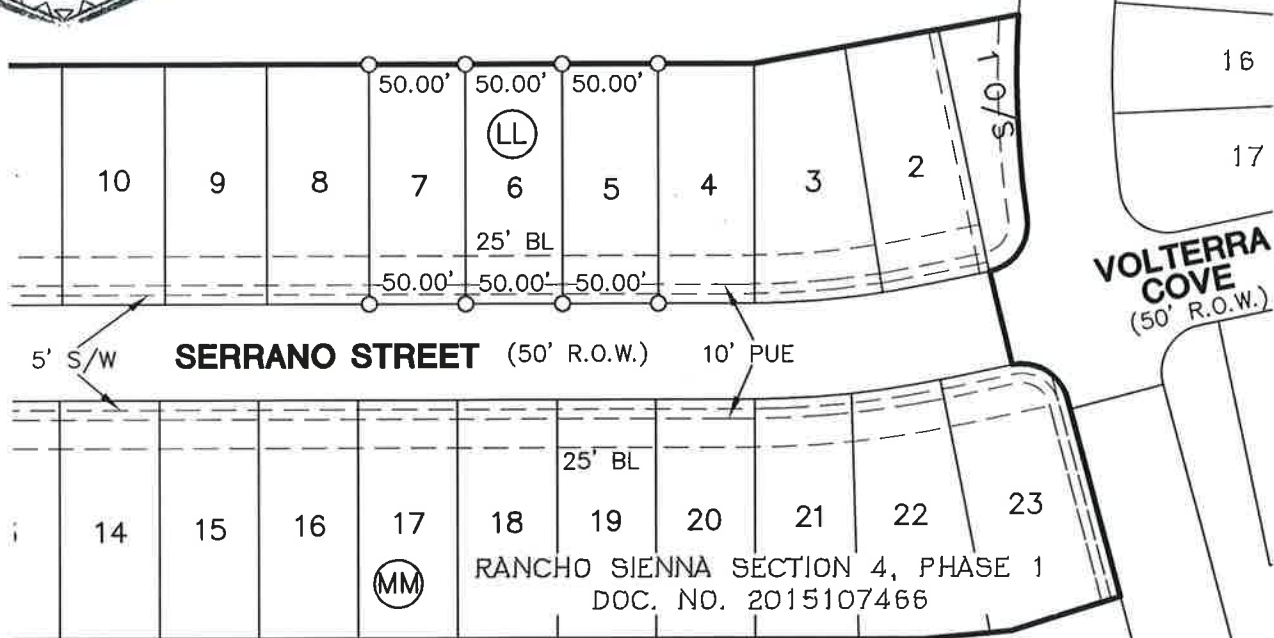 50.00' 50.00' 50.00'
LL
10 9 8 7 6 5 4 3 2 1 O/S
16
17
25' BL
50.00' 50.00' 50.00'
VOLTERRA
COVE
(50' R.O.W.)
5' S/W SERRANO STREET (50' R.O.W.) 10' PUE
25' BL
14 15 16 17 18 19 20 21 22 23
MM
RANCHO SIENNA SECTION 4, PHASE 1
DOC. NO. 2015107466